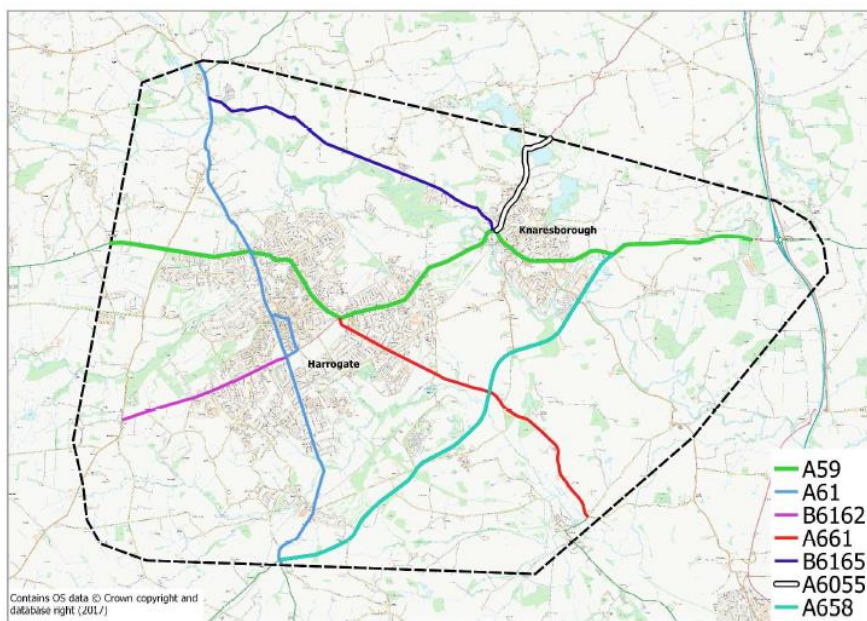 Knaresborough
Harrogate
A59
A61
B6162
A661
B6165
A6055
A658
Contains OS data © Crown copyright and
database right (2017)